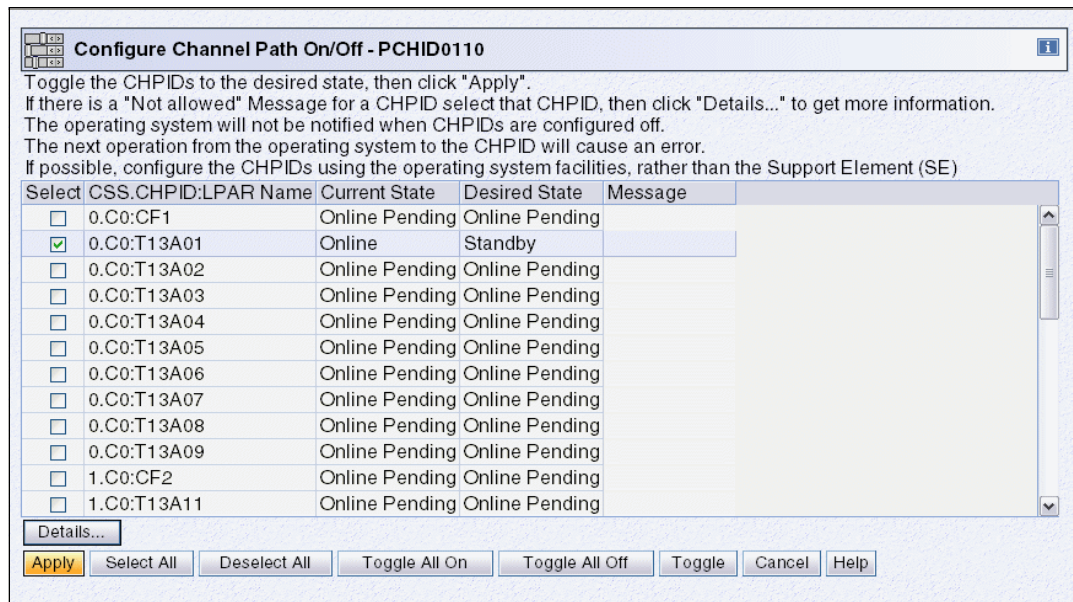 Configure Channel Path On/Off - PCHID0110
i
Toggle the CHPIDs to the desired state, then click "Apply".
If there is a "Not allowed" Message for a CHPID select that CHPID, then click "Details..." to get more information.
The operating system will not be notified when CHPIDs are configured off.
The next operation from the operating system to the CHPID will cause an error.
If possible, configure the CHPIDs using the operating system facilities, rather than the Support Element (SE)
Select CSS.CHPID:LPAR Name Current State Desired State Message
0.C0:CF1 Online Pending Online Pending
0.C0:T13A01 Online Standby
0.C0:T13A02 Online Pending Online Pending
0.C0:T13A03 Online Pending Online Pending
0.C0:T13A04 Online Pending Online Pending
0.C0:T13A05 Online Pending Online Pending
0.C0:T13A06 Online Pending Online Pending
0.C0:T13A07 Online Pending Online Pending
0.C0:T13A08 Online Pending Online Pending
0.C0:T13A09 Online Pending Online Pending
1.C0:CF2 Online Pending Online Pending
1.C0:T13A11 Online Pending Online Pending
Details...
Apply Select All Deselect All Toggle All On Toggle All Off Toggle Cancel Help